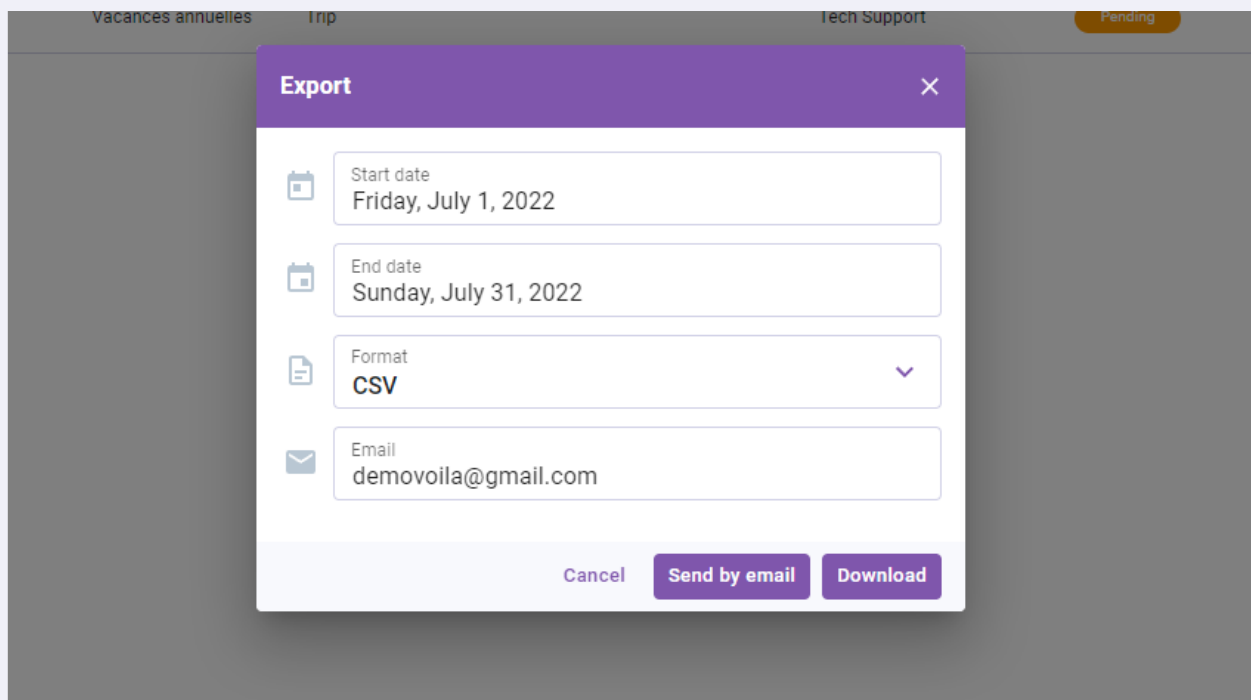 Vacances annuelles Trip Tech Support Pending
Export
Start date
Friday, July 1, 2022
End date
Sunday, July 31, 2022
Format
CSV
Email
demovoila@gmail.com
Cancel Send by email Download